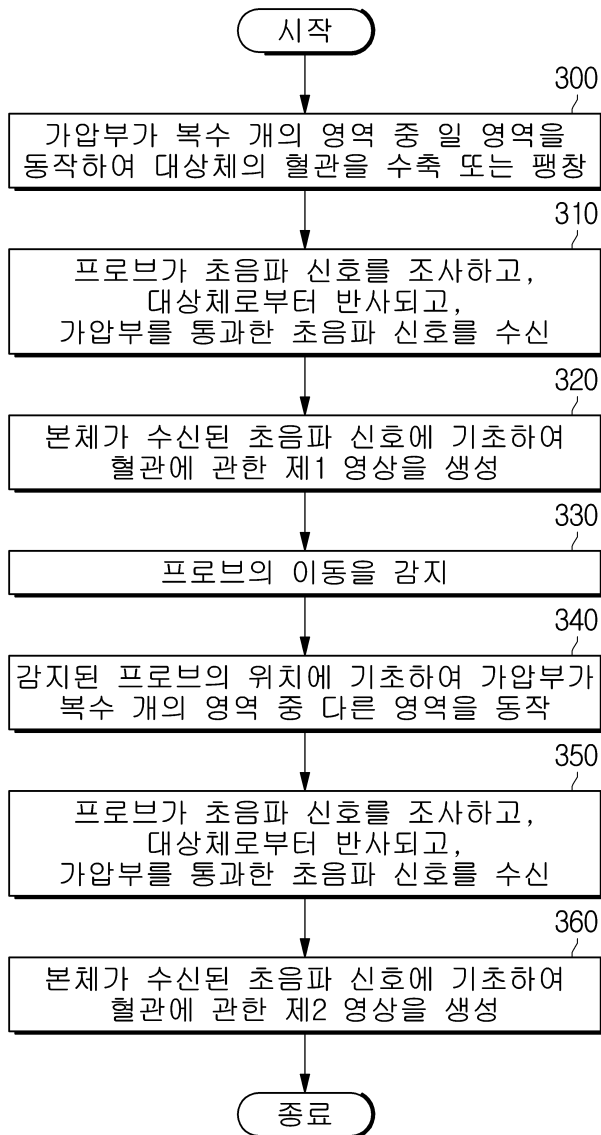 시작
300
가압부가 복수 개의 영역 중 일 영역을
동작하여 대상체의 혈관을 수축 또는 팽창
310
프로브가 초음파 신호를 조사하고,
대상체로부터 반사되고,
가압부를 통과한 초음파 신호를 수신
320
본체가 수신된 초음파 신호에 기초하여
혈관에 관한 제1 영상을 생성
330
프로브의 이동을 감지
340
감지된 프로브의 위치에 기초하여 가압부가
복수 개의 영역 중 다른 영역을 동작
350
프로브가 초음파 신호를 조사하고,
대상체로부터 반사되고,
가압부를 통과한 초음파 신호를 수신
360
본체가 수신된 초음파 신호에 기초하여
혈관에 관한 제2 영상을 생성
종료